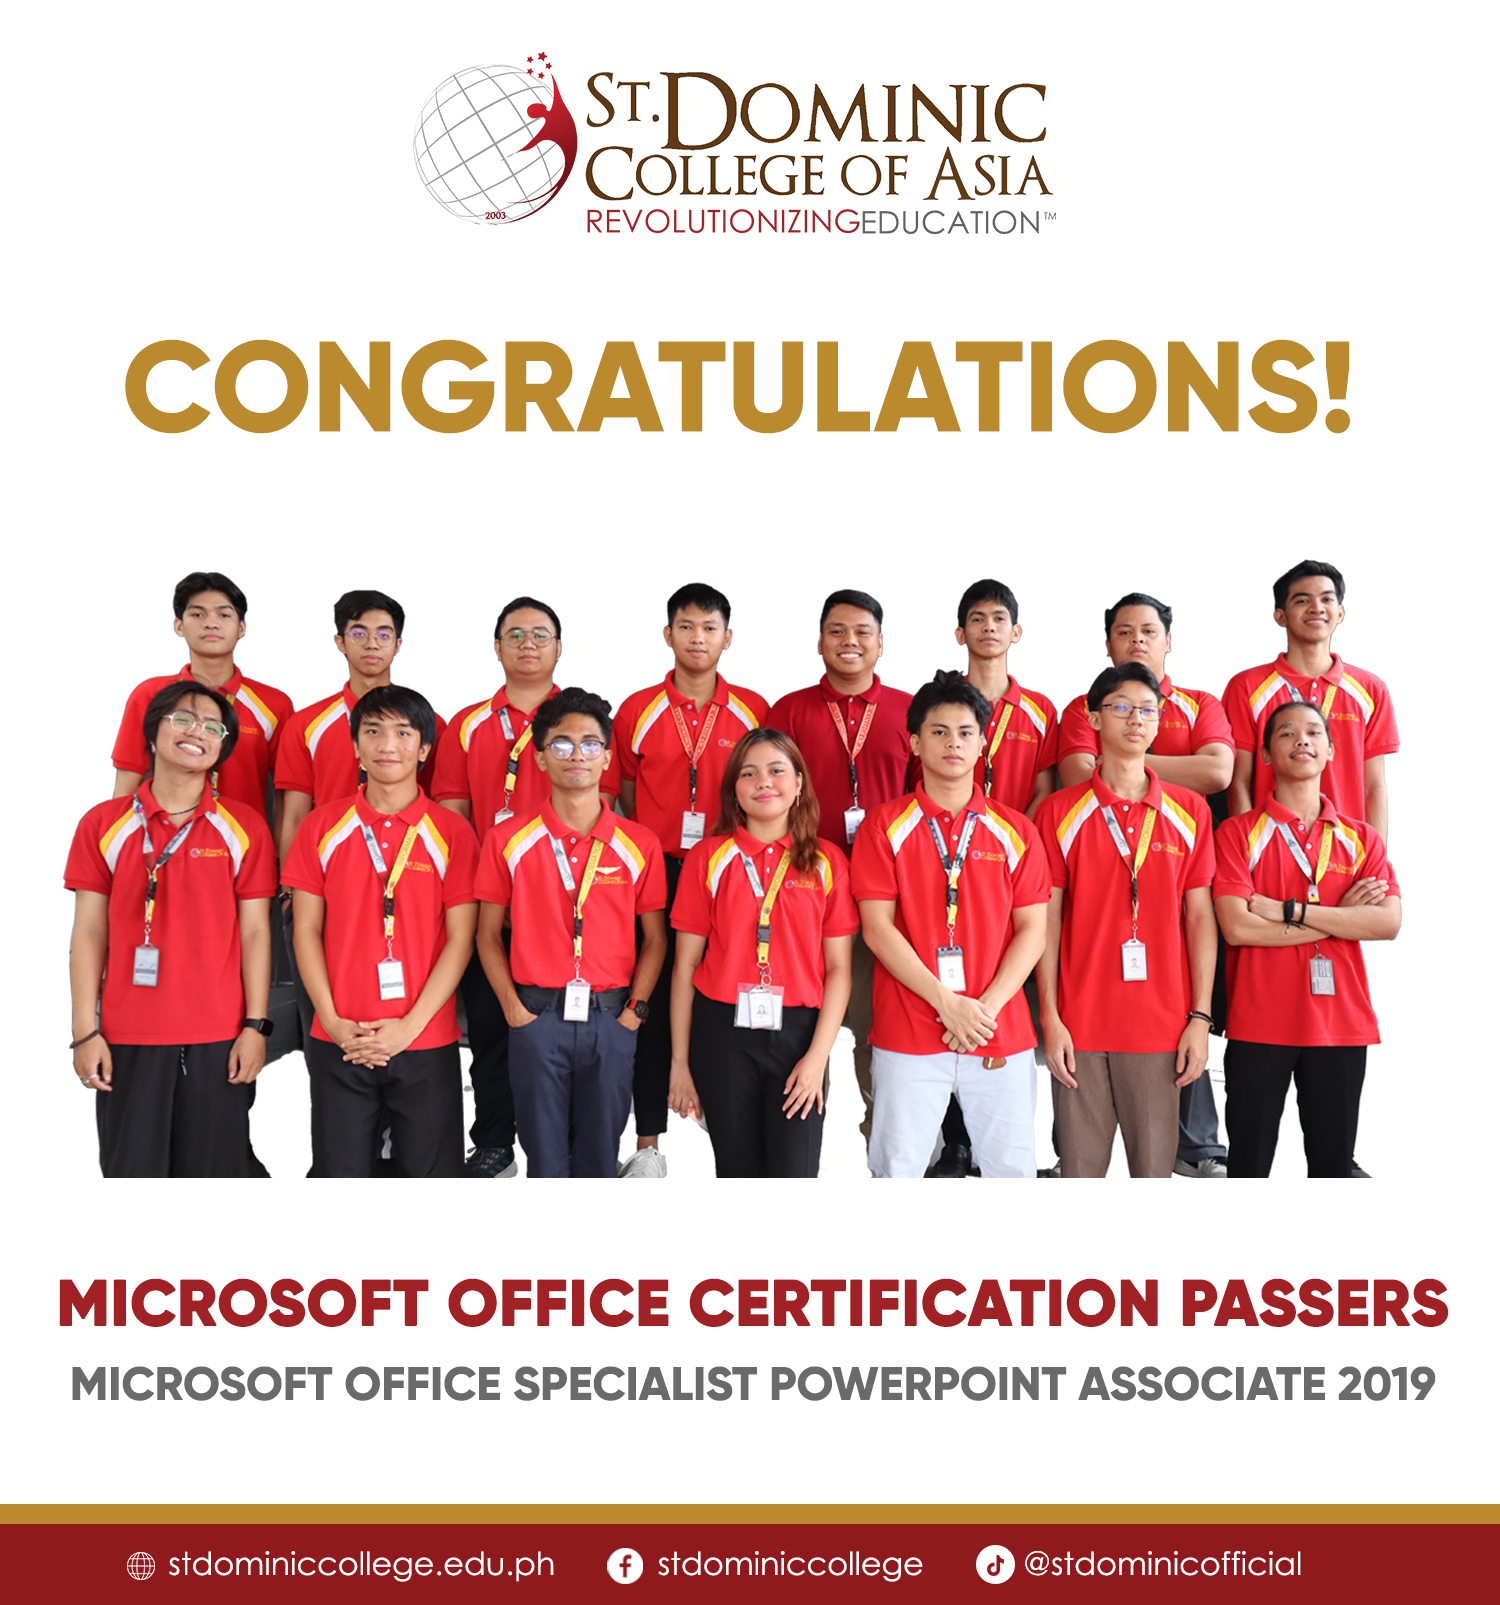 ST. DOMINIC
COLLEGE OF ASIA
2003
REVOLUTIONIZINGEDUCATION™
CONGRATULATIONS!
MICROSOFT OFFICE CERTIFICATION PASSERS
MICROSOFT OFFICE SPECIALIST POWERPOINT ASSOCIATE 2019
stdominiccollege.edu.ph
stdominiccollege
@stdominicofficial